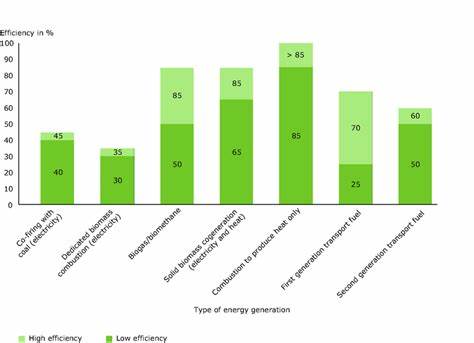 Efficiency in %
100
90
80
70
60
50
40
30
20
10
0
45
40
35
30
85
50
85
65
> 85
85
70
25
60
50
Co-firing with
coal (electricity)
Dedicated biomass
combustion (electricity)
Biogas/biomethane
Solid biomass cogeneration
(electricity and heat)
Combustion to produce heat only
First generation transport fuel
Second generation transport fuel
Type of energy generation
High efficiency
Low efficiency